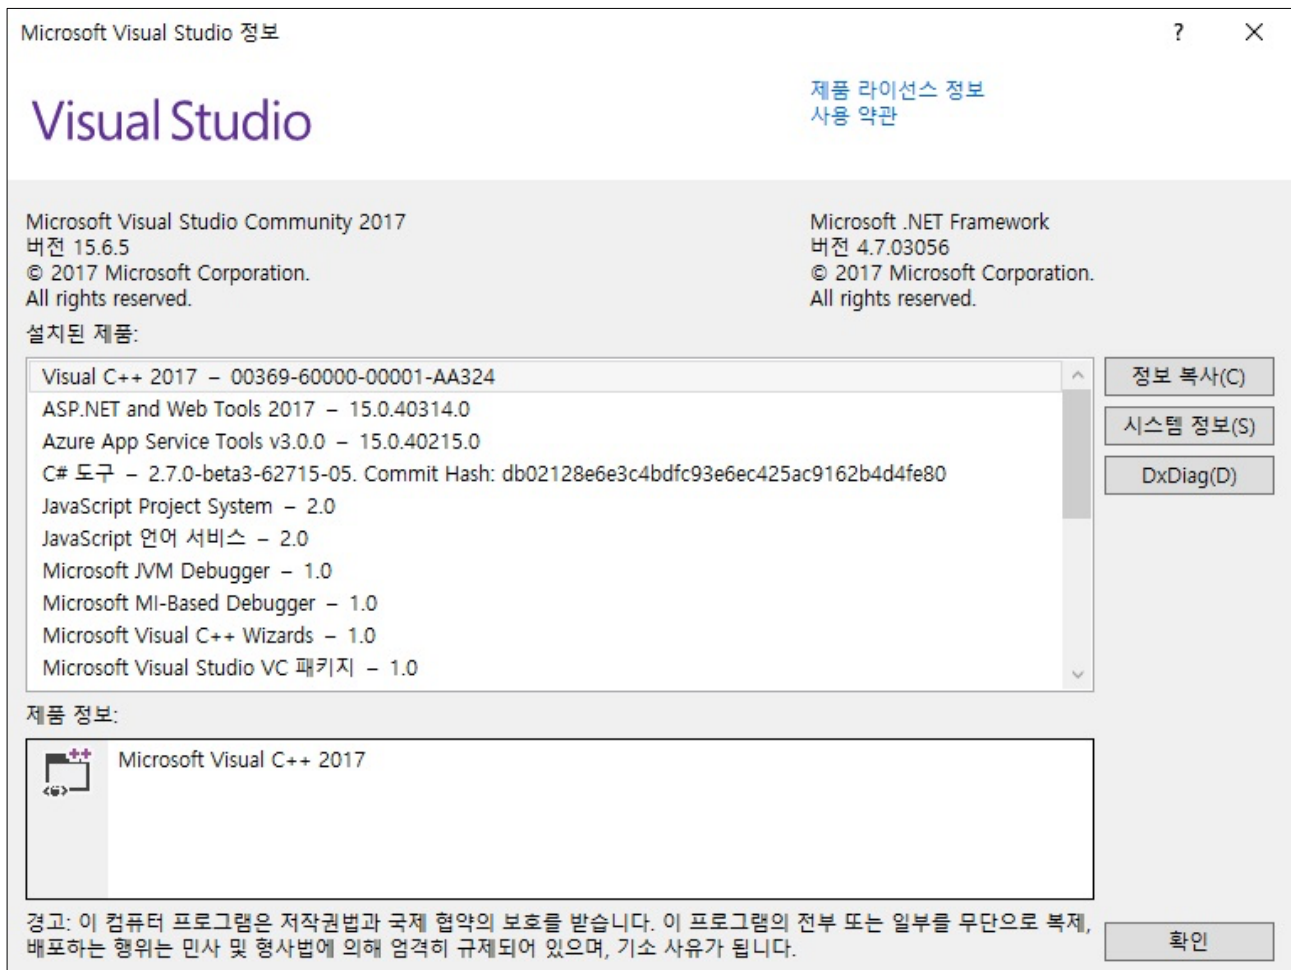 Microsoft Visual Studio 정보
?
Visual Studio
제품 라이선스 정보
사용 약관
Microsoft Visual Studio Community 2017
버전 15.6.5
© 2017 Microsoft Corporation.
All rights reserved.
Microsoft .NET Framework
버전 4.7.03056
© 2017 Microsoft Corporation.
All rights reserved.
설치된 제품:
Visual C++ 2017 – 00369-60000-00001-AA324
ASP.NET and Web Tools 2017 – 15.0.40314.0
Azure App Service Tools v3.0.0 – 15.0.40215.0
C# 도구 – 2.7.0-beta3-62715-05. Commit Hash: db02128e6e3c4bdfc93e6ec425ac9162b4d4fe80
JavaScript Project System – 2.0
JavaScript 언어 서비스 – 2.0
Microsoft JVM Debugger – 1.0
Microsoft MI-Based Debugger – 1.0
Microsoft Visual C++ Wizards – 1.0
Microsoft Visual Studio VC 패키지 – 1.0
정보 복사(C)
시스템 정보(S)
DxDiag(D)
제품 정보:
Microsoft Visual C++ 2017
경고: 이 컴퓨터 프로그램은 저작권법과 국제 협약의 보호를 받습니다. 이 프로그램의 전부 또는 일부를 무단으로 복제,
배포하는 행위는 민사 및 형사법에 의해 엄격히 규제되어 있으며, 기소 사유가 됩니다.
확인